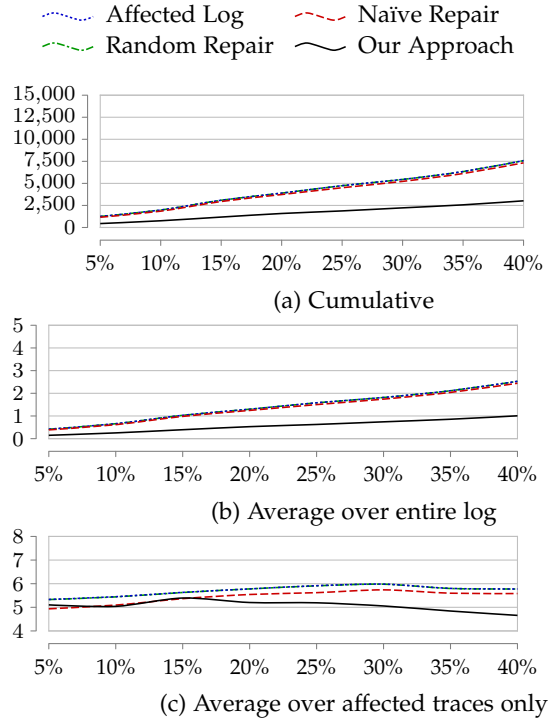 Affected Log Naïve Repair
Random Repair Our Approach
15,000
12,500
10,000
7,500
5,000
2,500
0
5% 10% 15% 20% 25% 30% 35% 40%
(a) Cumulative
5
4
3
2
1
0
5% 10% 15% 20% 25% 30% 35% 40%
(b) Average over entire log
8
7
6
5
4
5% 10% 15% 20% 25% 30% 35% 40%
(c) Average over affected traces only